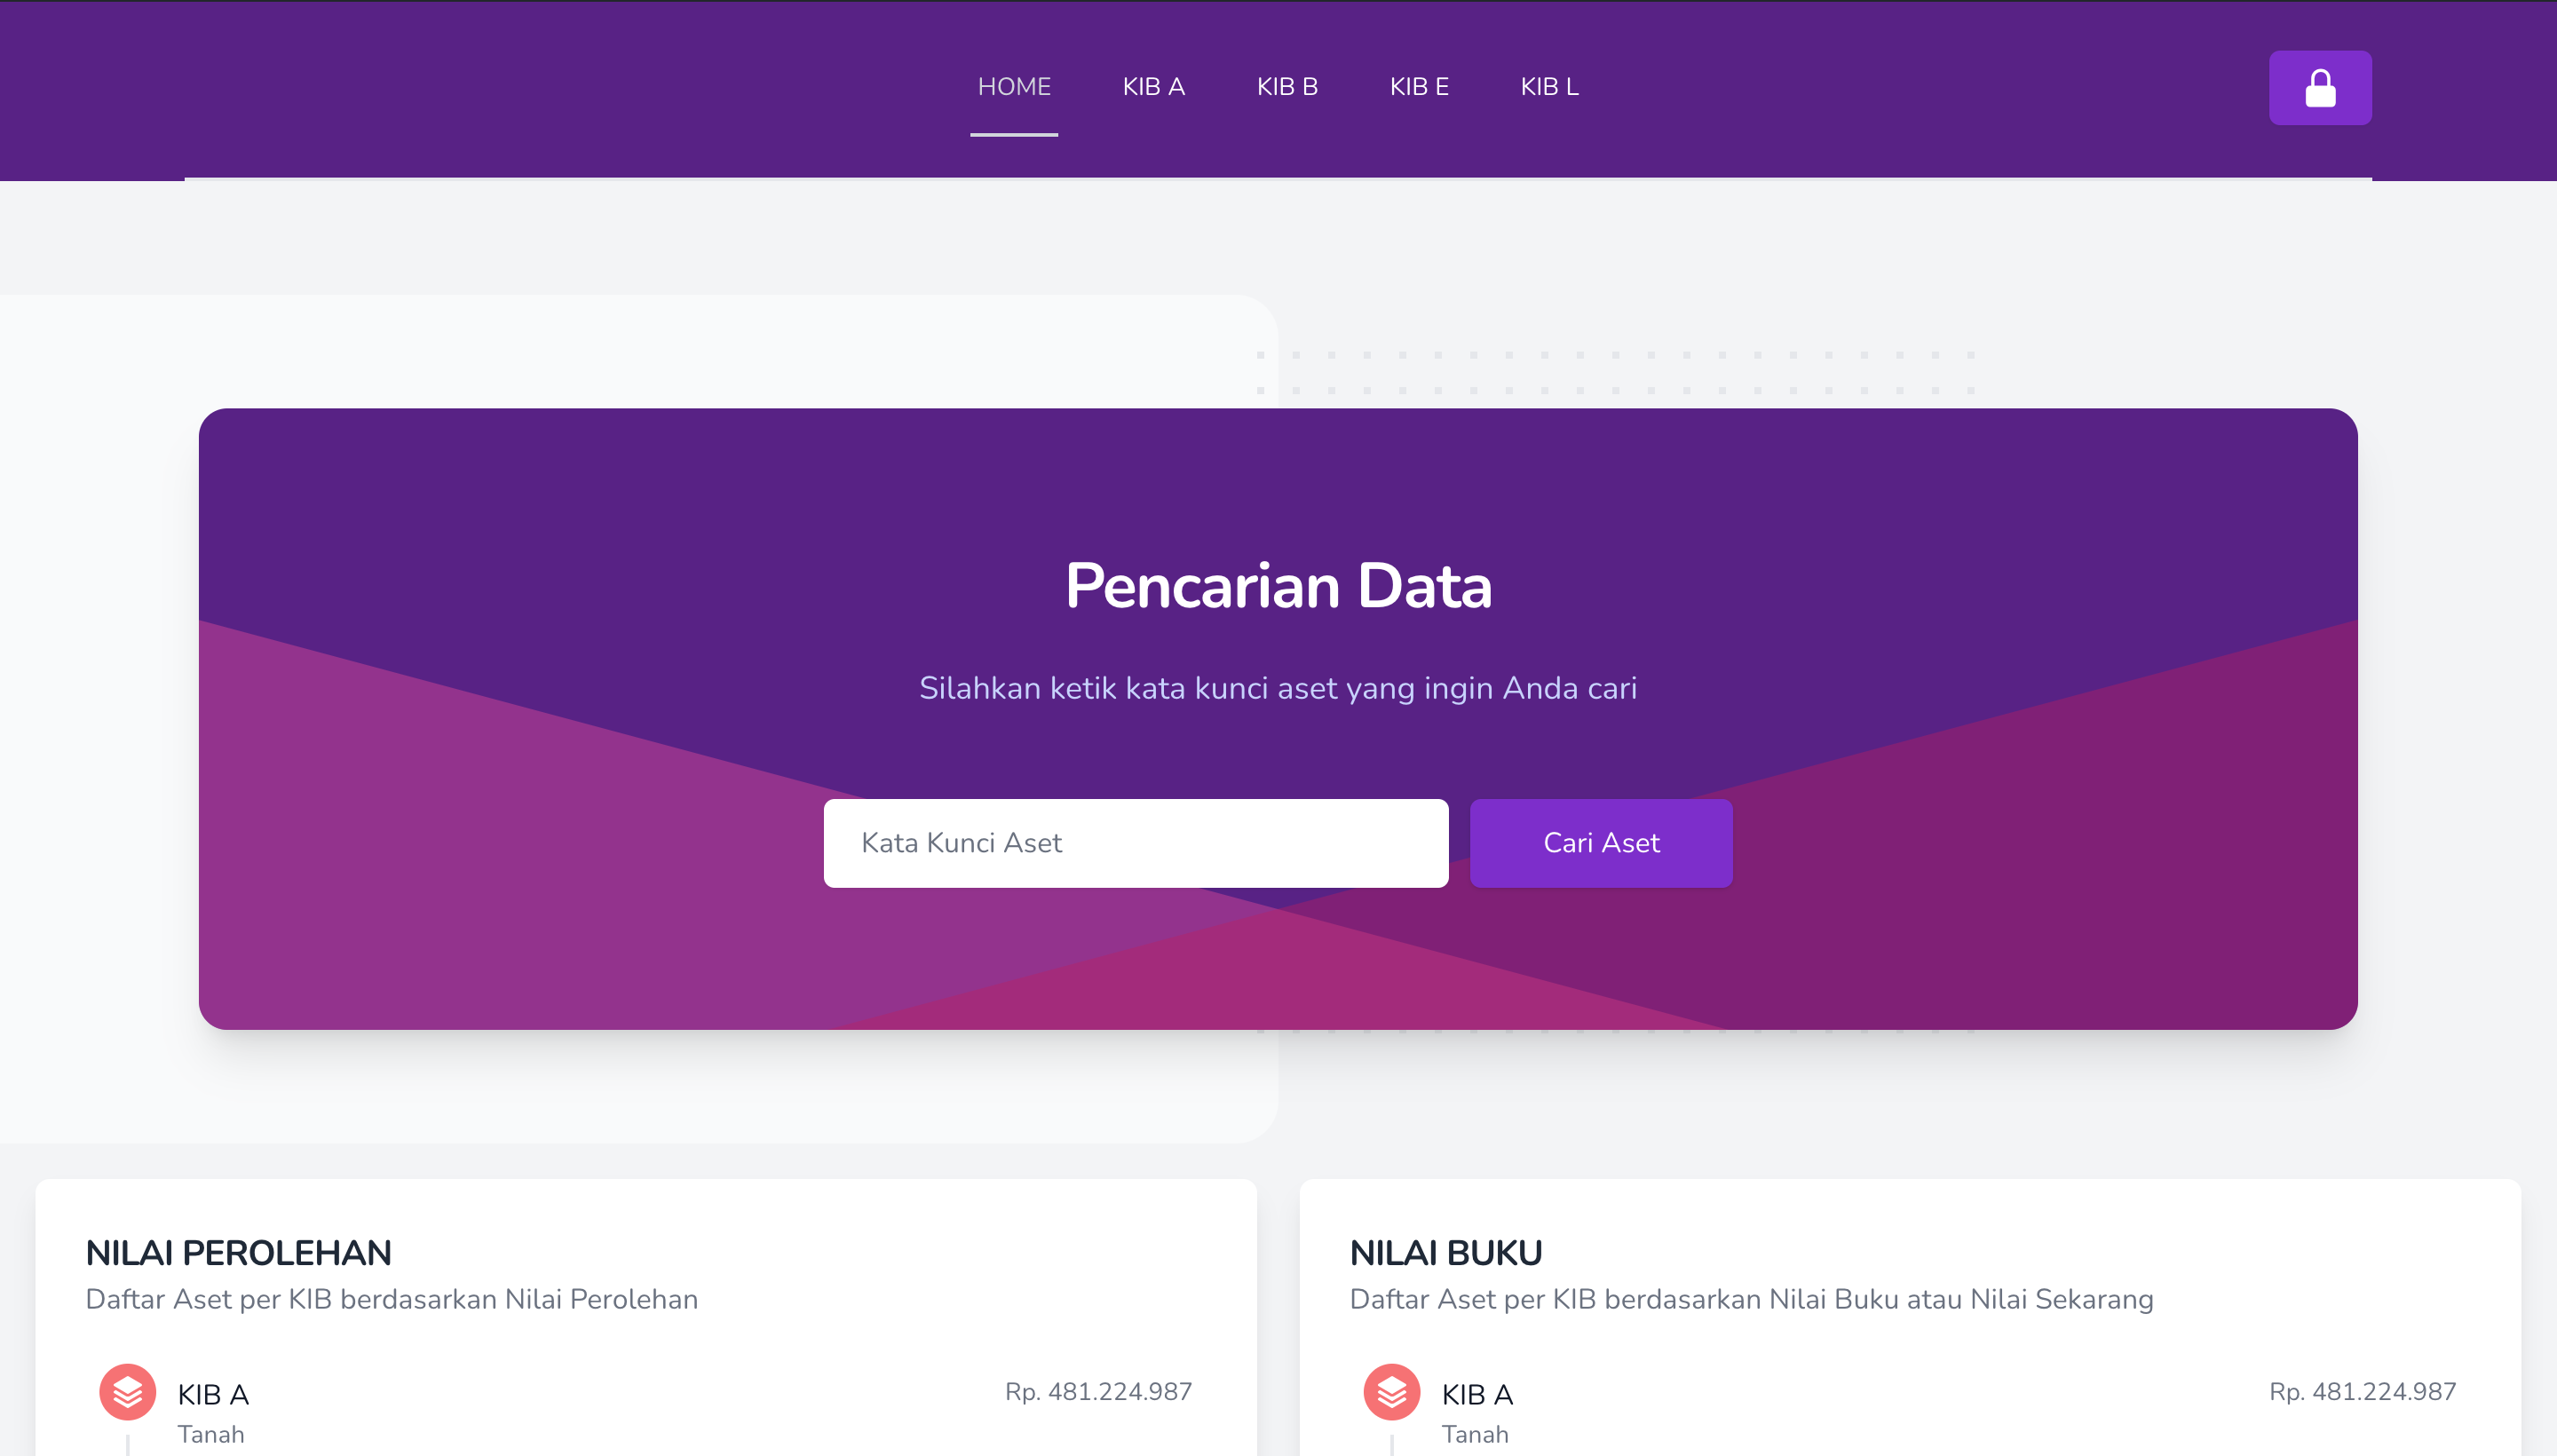 HOME KIB A KIB B KIB E KIB L
Pencarian Data
Silahkan ketik kata kunci aset yang ingin Anda cari
Kata Kunci Aset
Cari Aset
NILAI PEROLEHAN
Daftar Aset per KIB berdasarkan Nilai Perolehan
KIB A
Rp. 481.224.987
Tanah
NILAI BUKU
Daftar Aset per KIB berdasarkan Nilai Buku atau Nilai Sekarang
KIB A
Rp. 481.224.987
Tanah